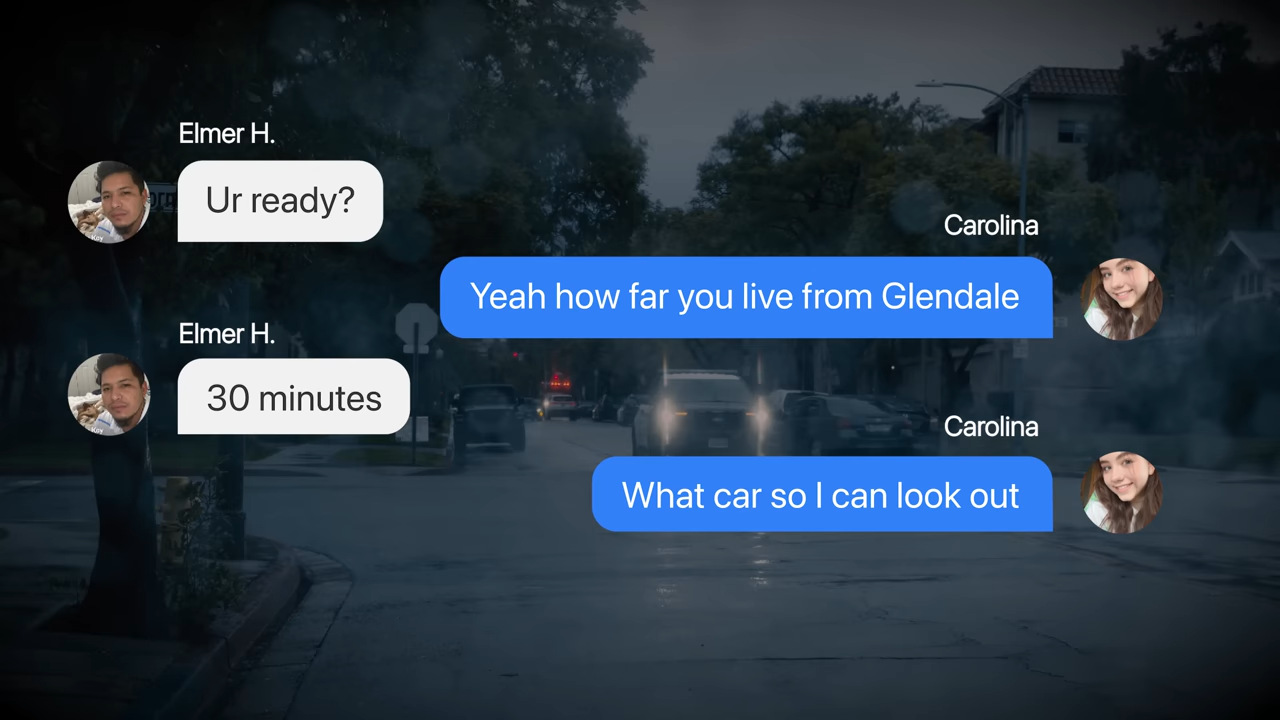 Elmer H.
Ur ready?
Carolina
Yeah how far you live from Glendale
Elmer H.
30 minutes
Carolina
What car so I can look out